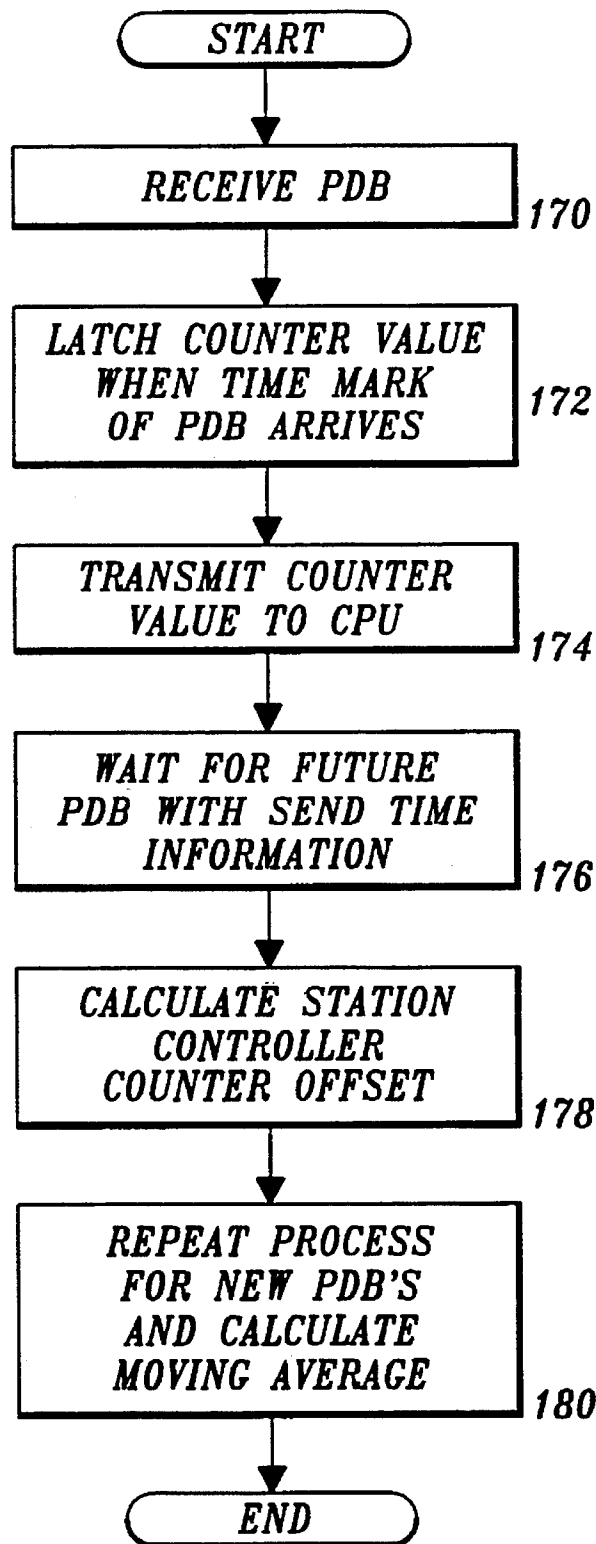 START
RECEIVE PDB
170
LATCH COUNTER VALUE
WHEN TIME MARK
OF PDB ARRIVES
172
TRANSMIT COUNTER
VALUE TO CPU
174
WAIT FOR FUTURE
PDB WITH SEND TIME
INFORMATION
176
CALCULATE STATION
CONTROLLER
COUNTER OFFSET
178
REPEAT PROCESS
FOR NEW PDB'S
AND CALCULATE
MOVING AVERAGE
180
END